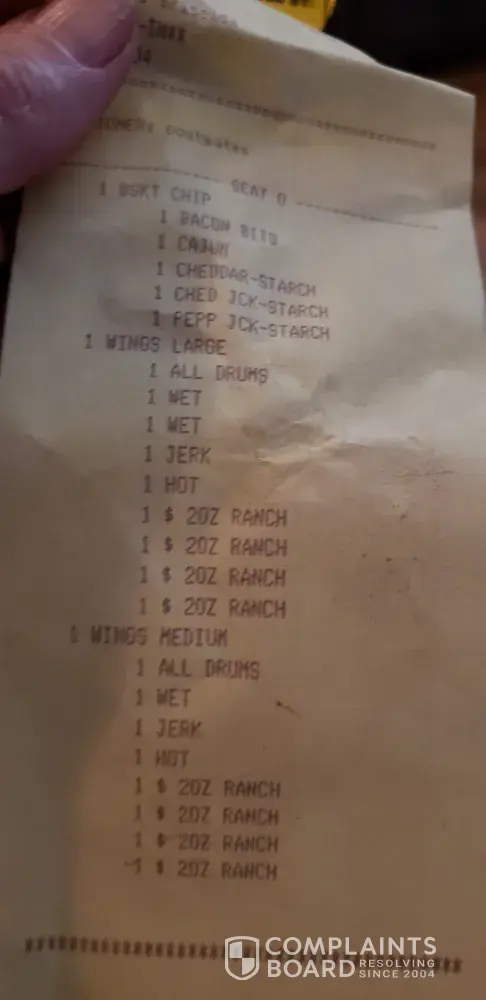 1 BSKT CHIP
SEAT 0
1 BACON BITS
1 CAJUN
1 CHEDDAR-STARCH
1 CHED JCK-STARCH
1 PEPP JCK-STARCH
1 WINGS LARGE
1 ALL DRUMS
1 WET
1 WET
1 JERK
1 HOT
1 $ 2OZ RANCH
1 $ 2OZ RANCH
1 $ 2OZ RANCH
1 $ 2OZ RANCH
1 WINGS MEDIUM
1 ALL DRUMS
1 WET
1 JERK
1 HOT
1 $ 2OZ RANCH
1 $ 2OZ RANCH
1 $ 2OZ RANCH
1 $ 2OZ RANCH
COMPLAINTS
BOARD RESOLVING SINCE 2004